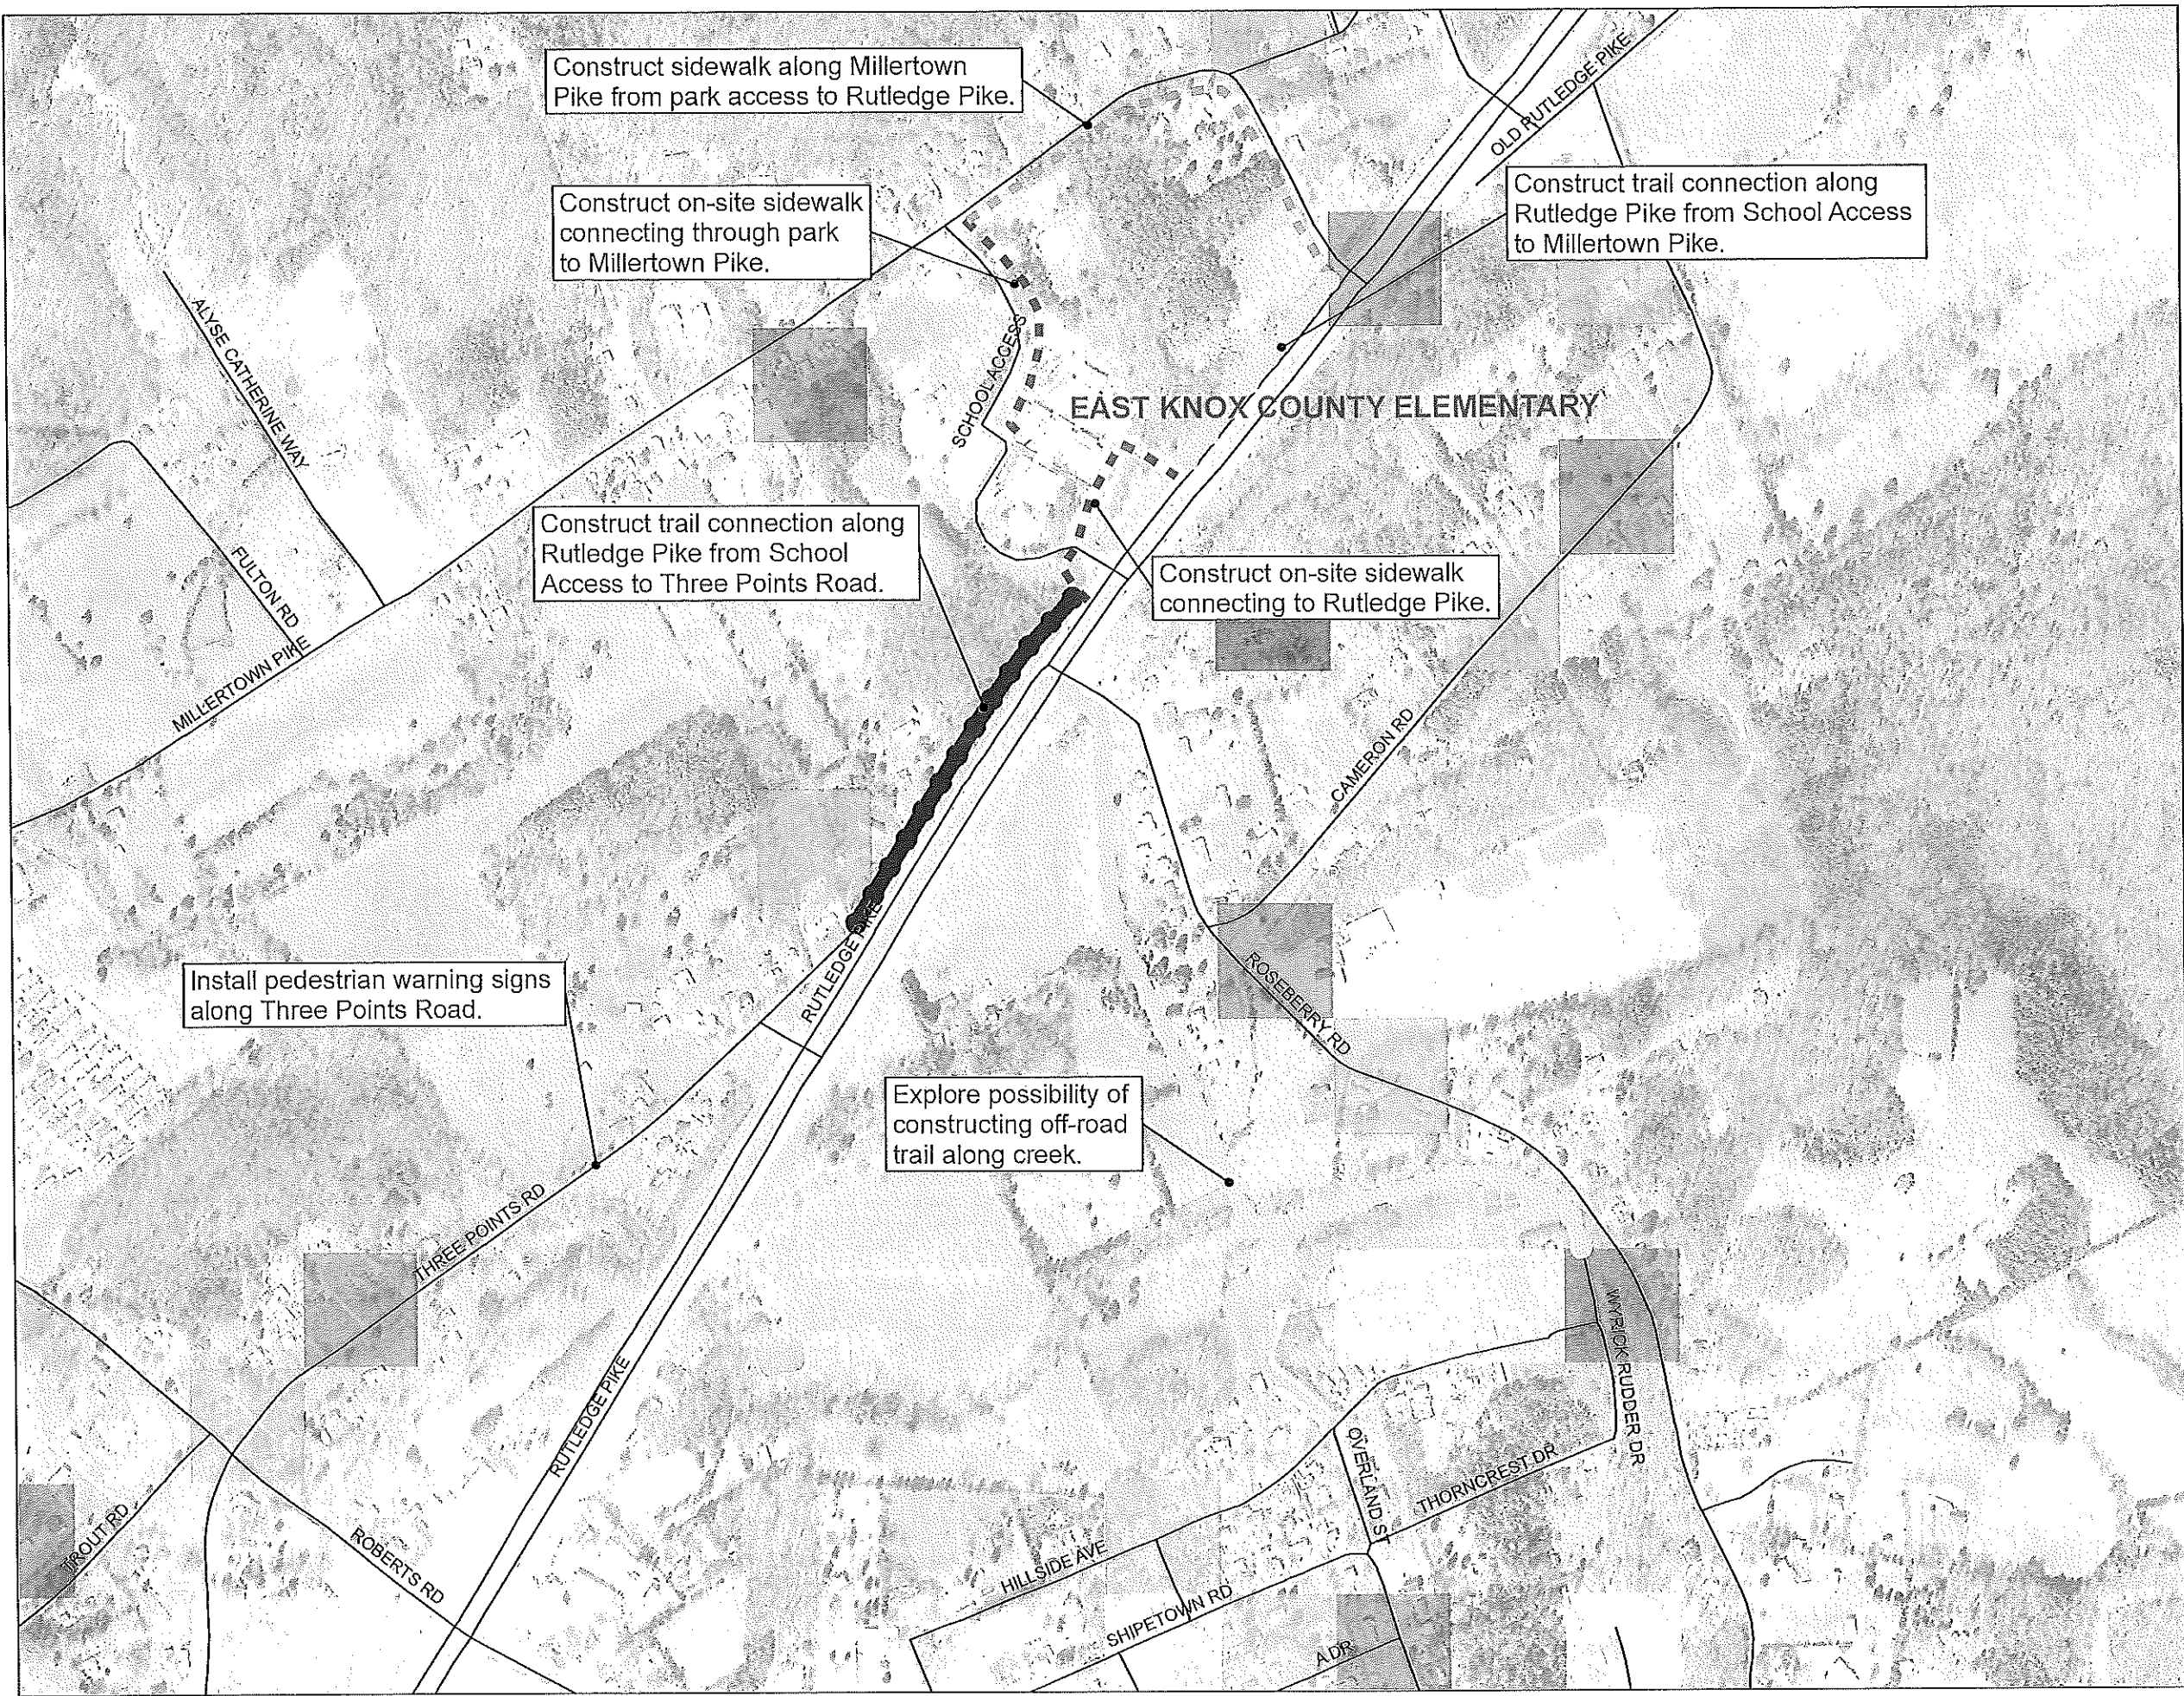 Construct sidewalk along Millertown
Pike from park access to Rutledge Pike.
OLD RUTLEDGE PIKE
Construct on-site sidewalk
connecting through park
to Millertown Pike.
Construct trail connection along
Rutledge Pike from School Access
to Millertown Pike.
ALYSE CATHERINE WAY
SCHOOL ACCESS
EAST KNOX COUNTY ELEMENTARY
Construct trail connection along
Rutledge Pike from School
Access to Three Points Road.
Construct on-site sidewalk
connecting to Rutledge Pike.
FULTON RD
MILLERTOWN PIKE
CAMERON RD
RUTLEDGE PIKE
Install pedestrian warning signs
along Three Points Road.
ROSEBERRY RD
Explore possibility of
constructing off-road
trail along creek.
THREE POINTS RD
WYRICK RUDDER DR
RUTLEDGE PIKE
OVERLAND ST
THORNCREST DR
TROUT RD
ROBERTS RD
HILLSIDE AVE
SHIPETOWN RD
A DR